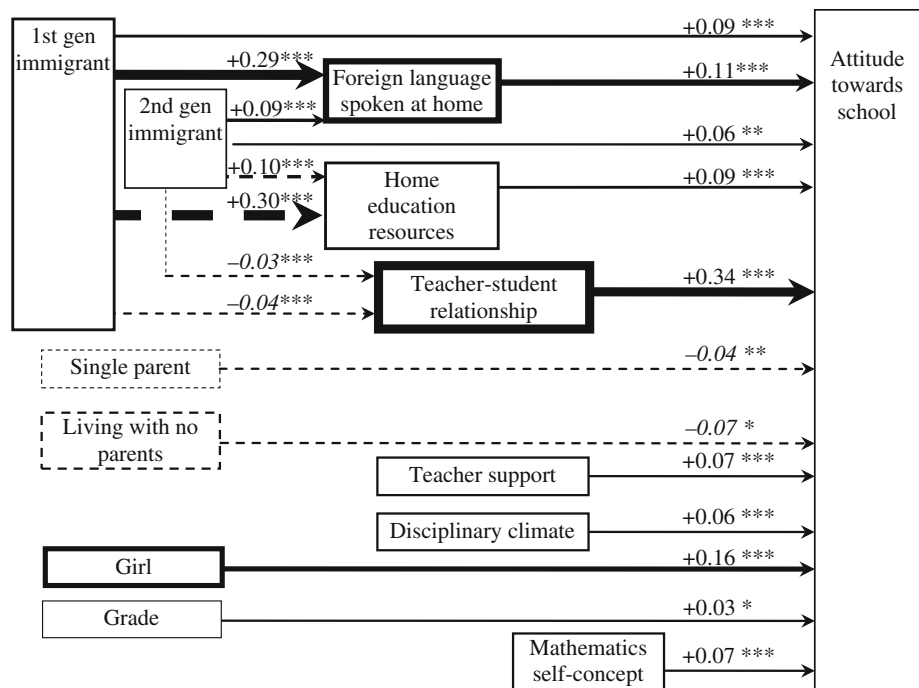 1st gen
immigrant
+0.09 ***
Attitude
towards
school
+0.29***
Foreign language
spoken at home
+0.11***
2nd gen
immigrant
+0.09***
+0.06 **
+0.10***
Home
education
resources
+0.09 ***
+0.30***
–0.03***
Teacher-student
relationship
+0.34 ***
–0.04***
Single parent
–0.04 **
Living with no
parents
–0.07 *
Teacher support
+0.07 ***
Disciplinary climate
+0.06 ***
Girl
+0.16 ***
Grade
+0.03 *
Mathematics
self-concept
+0.07 ***